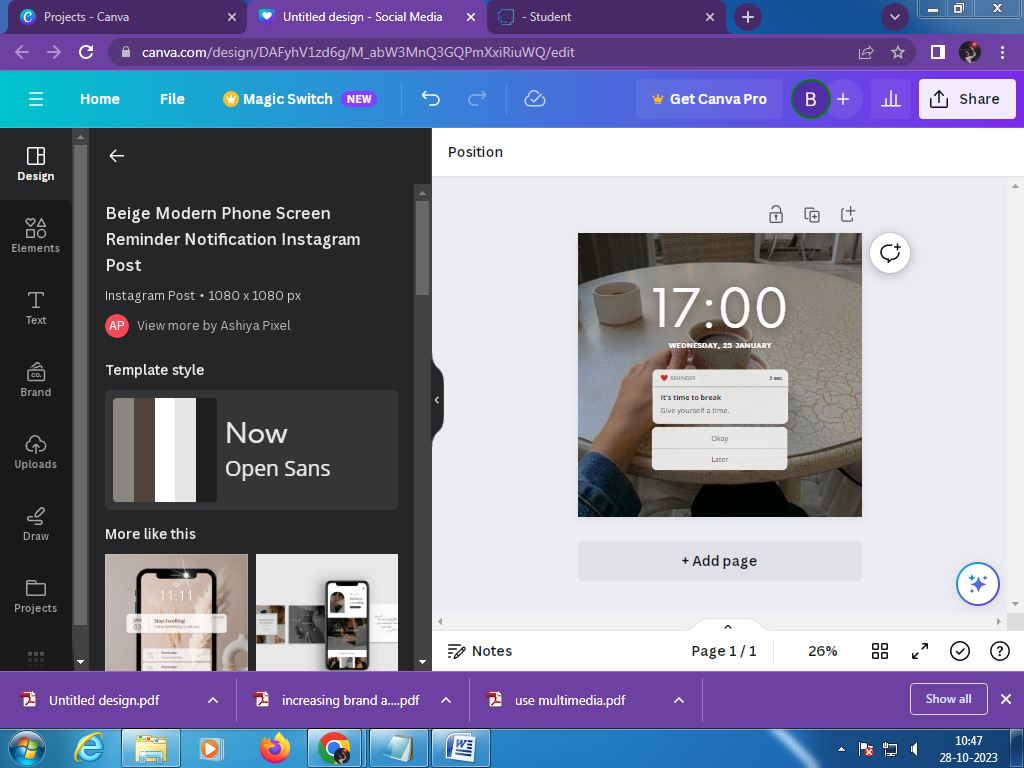 Projects - Canva
Untitled design - Social Media
- Student
canva.com/design/DAFyhV1zd6g/M_abW3MnQ3GQPmXxiRiuWQ/edit
Home
File
Magic Switch
NEW
Get Canva Pro
B
+
Share
Design
Elements
Text
Brand
Uploads
Draw
Projects
Beige Modern Phone Screen
Reminder Notification Instagram
Post
Instagram Post • 1080 x 1080 px
AP
View more by Ashiya Pixel
Template style
Now
Open Sans
More like this
11.11
Stop Scrolling!
Position
17:00
WEDNESDAY, 25 JANUARY
REMINDER
2 sec.
It's time to break
Give yourself a time.
Okay
Later
+ Add page
Notes
Page 1 / 1
26%
Untitled design.pdf
increasing brand a....pdf
use multimedia.pdf
Show all
10:47
28-10-2023